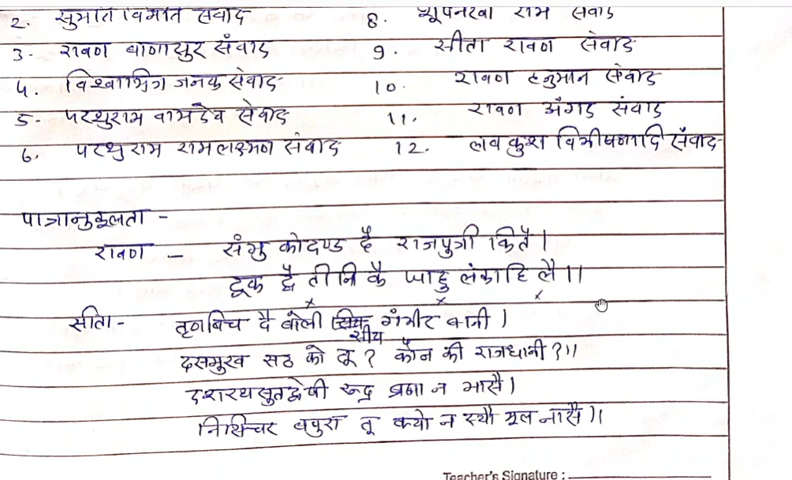 2. सुमति विमति संवाद
8. शूपनखा राम संवाद
3. रावण बाणासुर संवाद
9. सीता रावण संवाद
4. विश्वामित्र जनक संवाद
10. रावण हनुमान संवाद
5. परशुराम वामदेव संवाद
11. रावण अंगद संवाद
6. परशुराम रामलक्ष्मण संवाद
12. लवकुश विभीषणादि संवाद
पात्रानुकूलता -
रावण - संभु कोदण्ड दै राजपुत्री कितै।
टूक द्वै तीनि कै जाहु लंकाहि लै।।
x x x
सीता - तृनबिच दै बोली सीय गंभीर बानी।
दसमुख सठ को तू? कौन की राजधानी?।।
दशरथसुतद्वेषी रुद्र ब्रह्मा न भासै।
निसिचर बपुरा तू क्यो न स्यौ मूल नासै।।
Teacher's Signature :